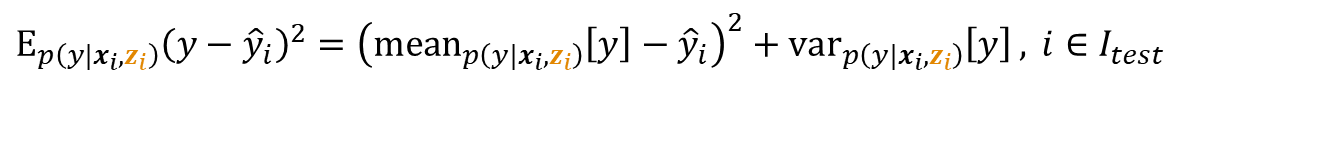 E_{p(y|x_i,z_i)}(y − ŷ_i)² = (mean_{p(y|x_i,z_i)}[y] − ŷ_i)² + var_{p(y|x_i,z_i)}[y] , i ∈ I_{test}